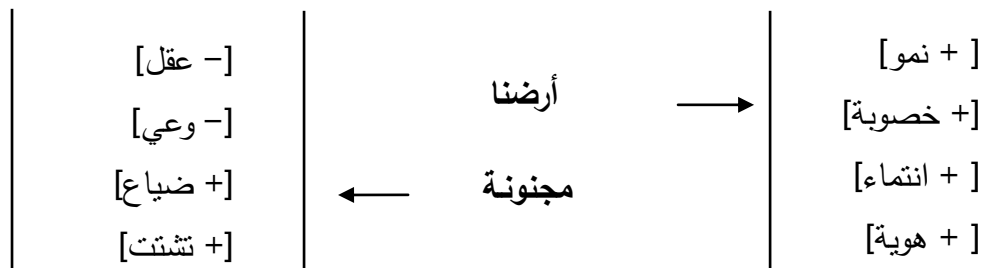 [ + نمو]
[+ خصوبة]
[ + انتماء]
[ + هوية]
أرضنا
مجنونة
[– عقل]
[– وعي]
[+ ضياع]
[+ تشتت]